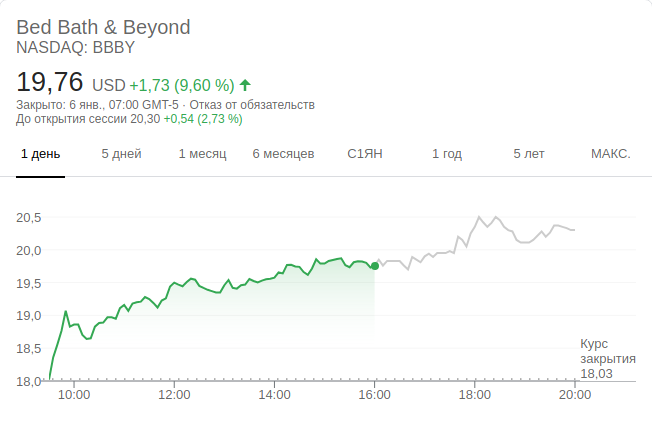 Bed Bath & Beyond
NASDAQ: BBBY
19,76 USD +1,73 (9,60 %)
Закрыто: 6 янв., 07:00 GMT-5 · Отказ от обязательств
До открытия сессии 20,30 +0,54 (2,73 %)
1 день 5 дней 1 месяц 6 месяцев С1ЯН 1 год 5 лет МАКС.
20,5
20,0
19,5
19,0
18,5
18,0
Курс
закрытия
18,03
10:00 12:00 14:00 16:00 18:00 20:00